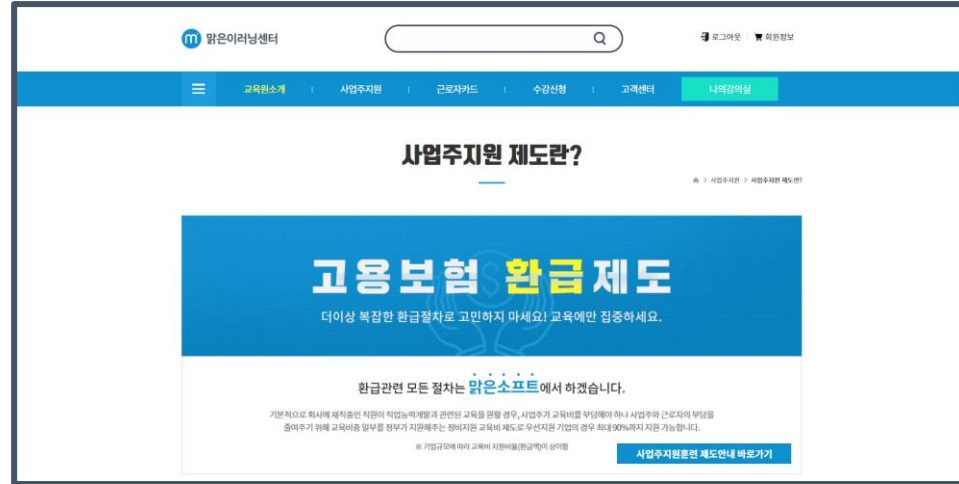 맑은이러닝센터
로그아웃 | 회원정보
교육원소개 | 사업주지원 | 근로자카드 | 수강신청 | 고객센터 나의강의실
사업주지원 제도란?
> 사업주지원 > 사업주지원 제도란?
고용보험 환급제도
더이상 복잡한 환급절차로 고민하지 마세요! 교육에만 집중하세요.
환급관련 모든 절차는 맑은소프트에서 하겠습니다.
기본적으로 회사에 재직중인 직원이 직업능력개발과 관련된 교육을 원할 경우, 사업주가 교육비를 부담해야 하나 사업주와 근로자의 부담을
줄여주기 위해 교육비중 일부를 정부가 지원해주는 정비지원 교육비 제도로 우선지원 기업의 경우 최대 90%까지 지원 가능합니다.
※ 기업규모에 따라 교육비 지원비율(환급액)이 상이함
사업주지원훈련 제도안내 바로가기